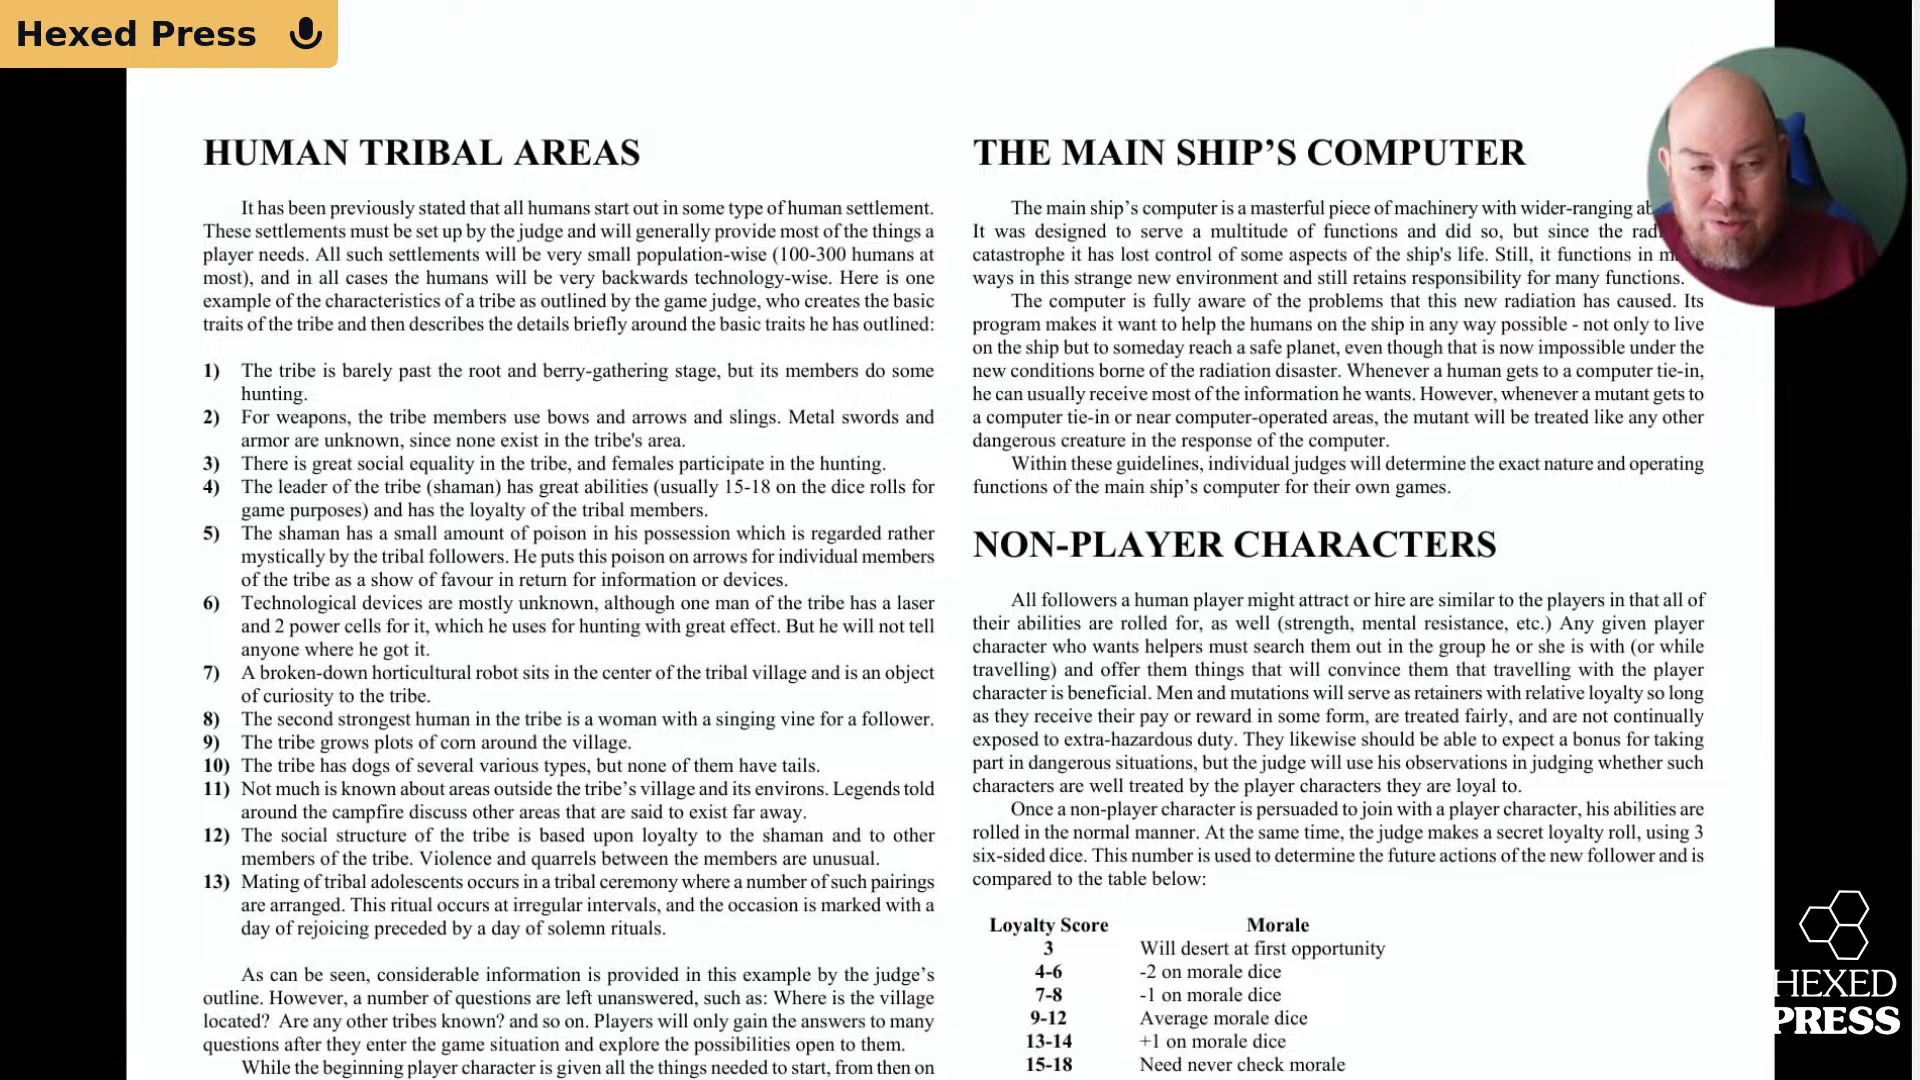 Hexed Press
HUMAN TRIBAL AREAS
It has been previously stated that all humans start out in some type of human settlement.
These settlements must be set up by the judge and will generally provide most of the things a
player needs. All such settlements will be very small population-wise (100-300 humans at
most), and in all cases the humans will be very backwards technology-wise. Here is one
example of the characteristics of a tribe as outlined by the game judge, who creates the basic
traits of the tribe and then describes the details briefly around the basic traits he has outlined:
1) The tribe is barely past the root and berry-gathering stage, but its members do some
hunting.
2) For weapons, the tribe members use bows and arrows and slings. Metal swords and
armor are unknown, since none exist in the tribe's area.
3) There is great social equality in the tribe, and females participate in the hunting.
4) The leader of the tribe (shaman) has great abilities (usually 15-18 on the dice rolls for
game purposes) and has the loyalty of the tribal members.
5) The shaman has a small amount of poison in his possession which is regarded rather
mystically by the tribal followers. He puts this poison on arrows for individual members
of the tribe as a show of favour in return for information or devices.
6) Technological devices are mostly unknown, although one man of the tribe has a laser
and 2 power cells for it, which he uses for hunting with great effect. But he will not tell
anyone where he got it.
7) A broken-down horticultural robot sits in the center of the tribal village and is an object
of curiosity to the tribe.
8) The second strongest human in the tribe is a woman with a singing vine for a follower.
9) The tribe grows plots of corn around the village.
10) The tribe has dogs of several various types, but none of them have tails.
11) Not much is known about areas outside the tribe’s village and its environs. Legends told
around the campfire discuss other areas that are said to exist far away.
12) The social structure of the tribe is based upon loyalty to the shaman and to other
members of the tribe. Violence and quarrels between the members are unusual.
13) Mating of tribal adolescents occurs in a tribal ceremony where a number of such pairings
are arranged. This ritual occurs at irregular intervals, and the occasion is marked with a
day of rejoicing preceded by a day of solemn rituals.
As can be seen, considerable information is provided in this example by the judge’s
outline. However, a number of questions are left unanswered, such as: Where is the village
located? Are any other tribes known? and so on. Players will only gain the answers to many
questions after they enter the game situation and explore the possibilities open to them.
While the beginning player character is given all the things needed to start, from then on
THE MAIN SHIP’S COMPUTER
The main ship’s computer is a masterful piece of machinery with wider-ranging
It was designed to serve a multitude of functions and did so, but since the
catastrophe it has lost control of some aspects of the ship's life. Still, it functions in
ways in this strange new environment and still retains responsibility for many functions.
The computer is fully aware of the problems that this new radiation has caused. Its
program makes it want to help the humans on the ship in any way possible - not only to live
on the ship but to someday reach a safe planet, even though that is now impossible under the
new conditions borne of the radiation disaster. Whenever a human gets to a computer tie-in,
he can usually receive most of the information he wants. However, whenever a mutant gets to
a computer tie-in or near computer-operated areas, the mutant will be treated like any other
dangerous creature in the response of the computer.
Within these guidelines, individual judges will determine the exact nature and operating
functions of the main ship’s computer for their own games.
NON-PLAYER CHARACTERS
All followers a human player might attract or hire are similar to the players in that all of
their abilities are rolled for, as well (strength, mental resistance, etc.) Any given player
character who wants helpers must search them out in the group he or she is with (or while
travelling) and offer them things that will convince them that travelling with the player
character is beneficial. Men and mutations will serve as retainers with relative loyalty so long
as they receive their pay or reward in some form, are treated fairly, and are not continually
exposed to extra-hazardous duty. They likewise should be able to expect a bonus for taking
part in dangerous situations, but the judge will use his observations in judging whether such
characters are well treated by the player characters they are loyal to.
Once a non-player character is persuaded to join with a player character, his abilities are
rolled in the normal manner. At the same time, the judge makes a secret loyalty roll, using 3
six-sided dice. This number is used to determine the future actions of the new follower and is
compared to the table below:
Loyalty Score Morale
3 Will desert at first opportunity
4-6 -2 on morale dice
7-8 -1 on morale dice
9-12 Average morale dice
13-14 +1 on morale dice
15-18 Need never check morale
HEXED
PRESS